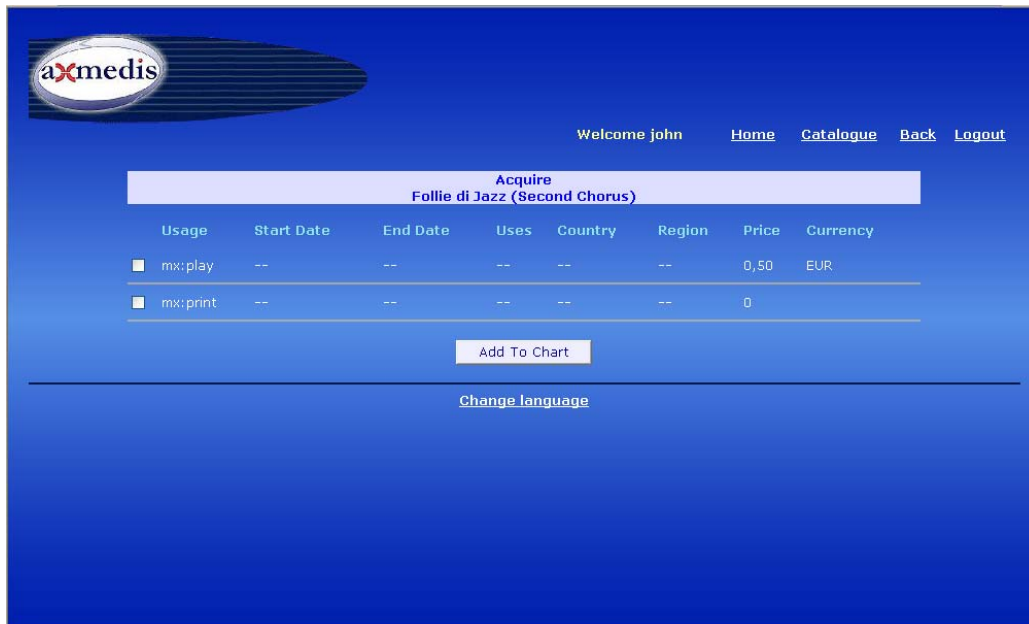 axmedis
Welcome john Home Catalogue Back Logout
Acquire
Follie di Jazz (Second Chorus)
Usage Start Date End Date Uses Country Region Price Currency
mx:play -- -- -- -- -- 0,50 EUR
mx:print -- -- -- -- -- 0
Add To Chart
Change language